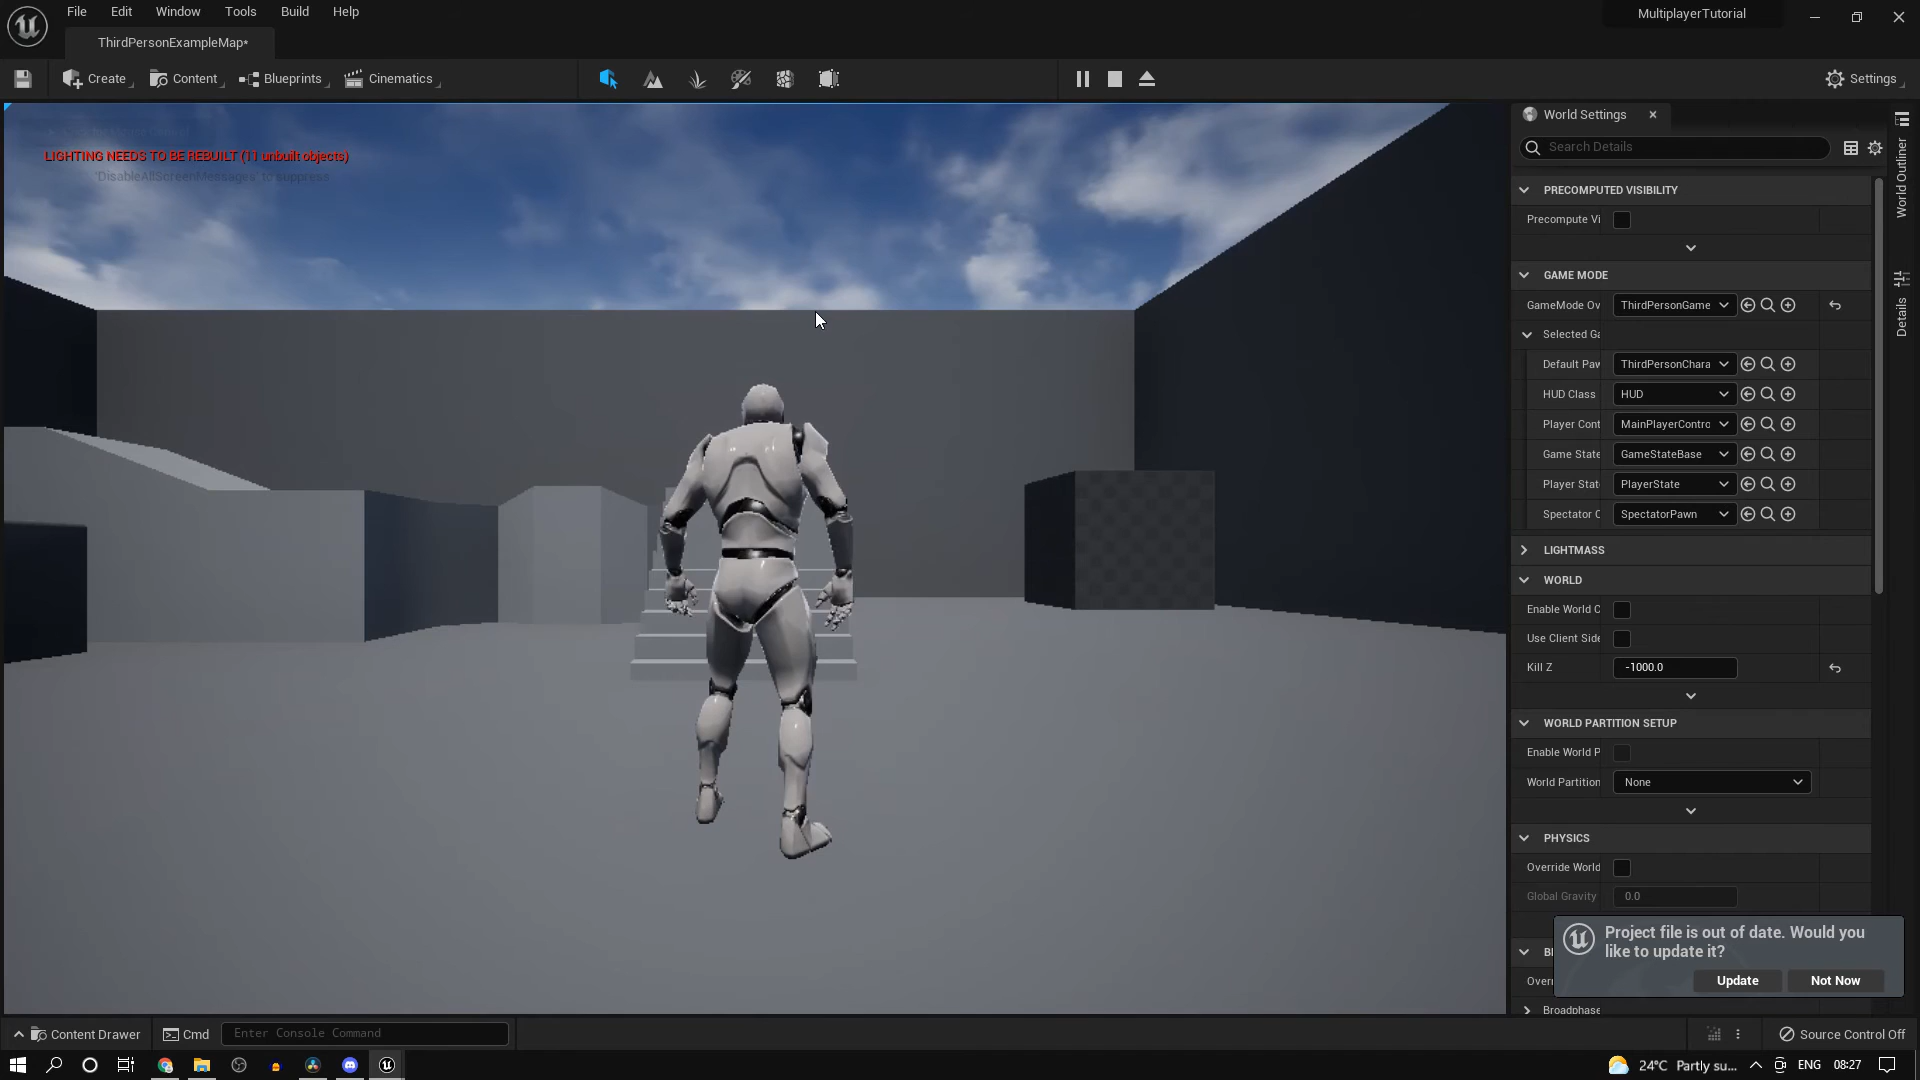 File Edit Window Tools Build Help
MultiplayerTutorial
ThirdPersonExampleMap*
Create Content Blueprints Cinematics Settings
LIGHTING NEEDS TO BE REBUILT (11 unbuilt objects)
'DisableAllScreenMessages' to suppress
World Settings
Search Details
PRECOMPUTED VISIBILITY
Precompute Vi
GAME MODE
GameMode Ov ThirdPersonGame
Selected Ga
Default Paw ThirdPersonChara
HUD Class HUD
Player Cont MainPlayerContro
Game State GameStateBase
Player Stat PlayerState
Spectator C SpectatorPawn
LIGHTMASS
WORLD
Enable World C
Use Client Side
Kill Z -1000.0
WORLD PARTITION SETUP
Enable World P
World Partition None
PHYSICS
Override World
Global Gravity 0.0
Overr
Broadphase
World Outliner
Details
Project file is out of date. Would you
like to update it?
Update Not Now
Content Drawer Cmd Enter Console Command Source Control Off
24°C Partly su... ENG 08:27